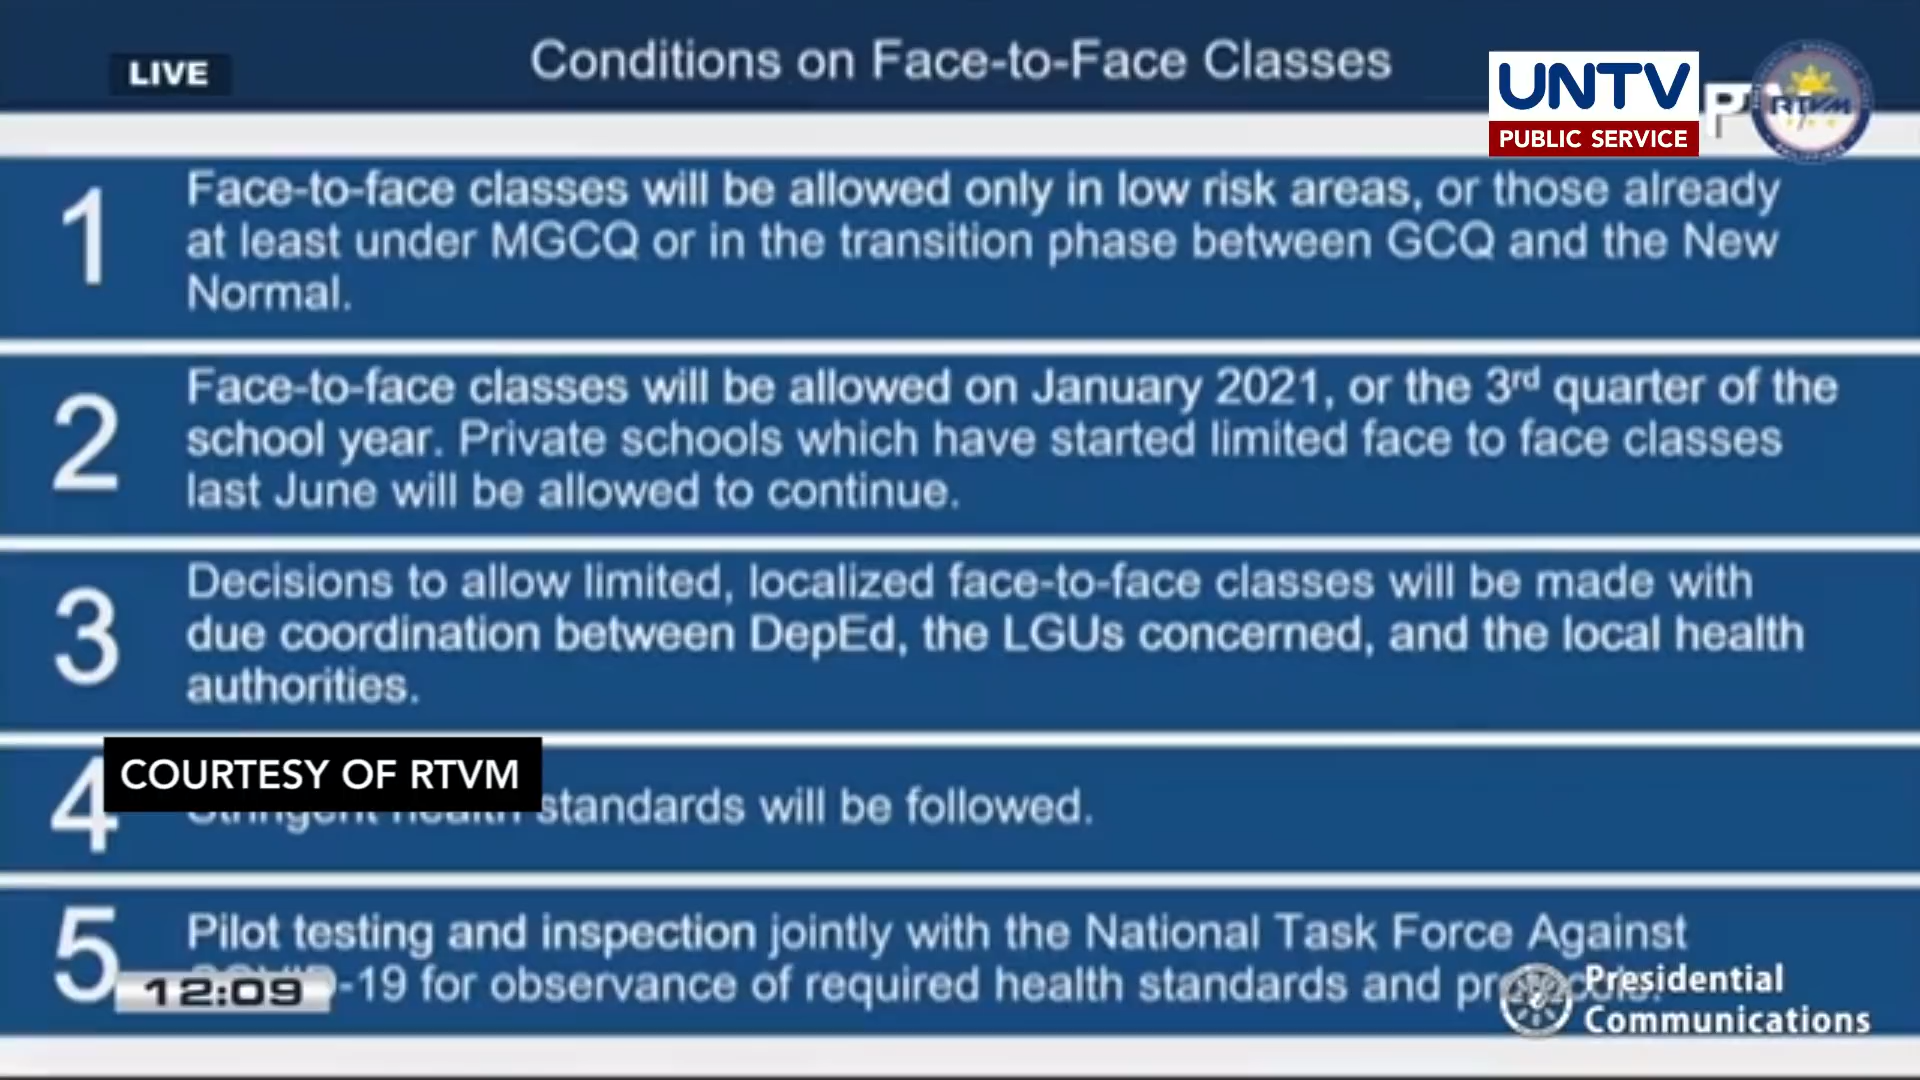 LIVE
Conditions on Face-to-Face Classes
UNTV
PUBLIC SERVICE
RTVM
1
Face-to-face classes will be allowed only in low risk areas, or those already
at least under MGCQ or in the transition phase between GCQ and the New
Normal.
2
Face-to-face classes will be allowed on January 2021, or the 3rd quarter of the
school year. Private schools which have started limited face to face classes
last June will be allowed to continue.
3
Decisions to allow limited, localized face-to-face classes will be made with
due coordination between DepEd, the LGUs concerned, and the local health
authorities.
4
COURTESY OF RTVM
Stringent health standards will be followed.
5
Pilot testing and inspection jointly with the National Task Force Against
-19 for observance of required health standards and
12:09
Presidential
Communications